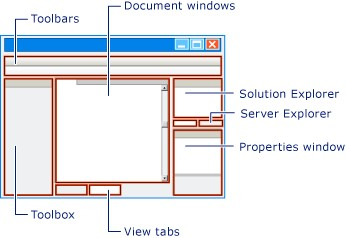 Document windows
Toolbars
Solution Explorer
Server Explorer
Properties window
Toolbox
View tabs